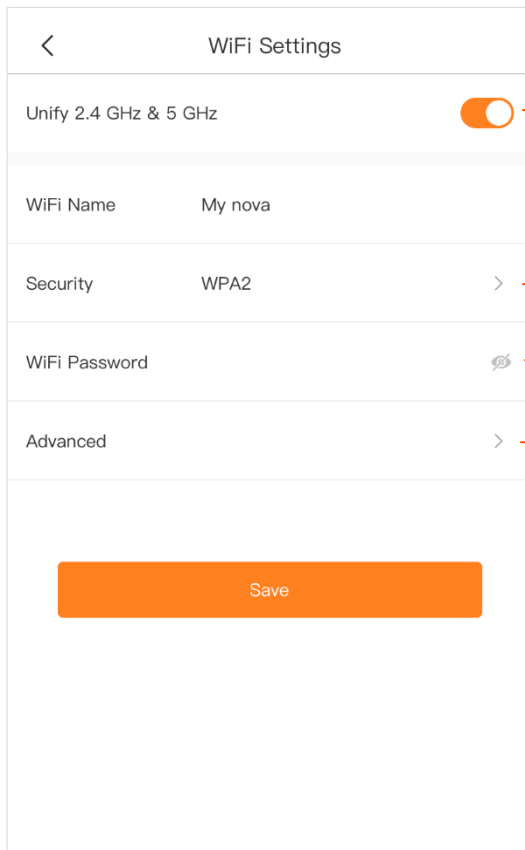 WiFi Settings
Unify 2.4 GHz & 5 GHz
WiFi Name My nova
Security WPA2
WiFi Password
Advanced
Save